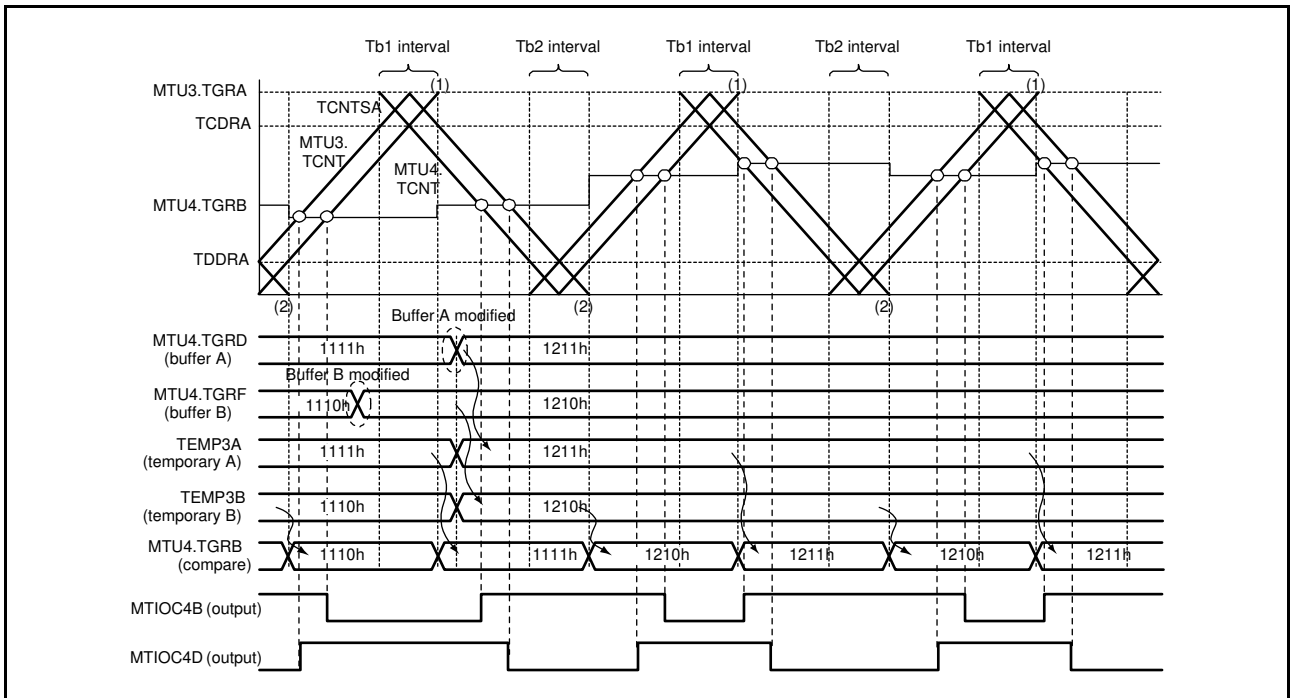 Tb1 interval Tb2 interval Tb1 interval Tb2 interval Tb1 interval
MTU3.TGRA (1) (1) (1)
TCNTSA
TCDRA
MTU3.
TCNT
MTU4.
TCNT
MTU4.TGRB
TDDRA
(2) (2) (2)
Buffer A modified
MTU4.TGRD
(buffer A)
1111h 1211h
Buffer B modified
MTU4.TGRF
(buffer B)
1110h 1210h
TEMP3A
(temporary A)
1111h 1211h
TEMP3B
(temporary B)
1110h 1210h
MTU4.TGRB
(compare)
1110h 1111h 1210h 1211h 1210h 1211h
MTIOC4B (output)
MTIOC4D (output)